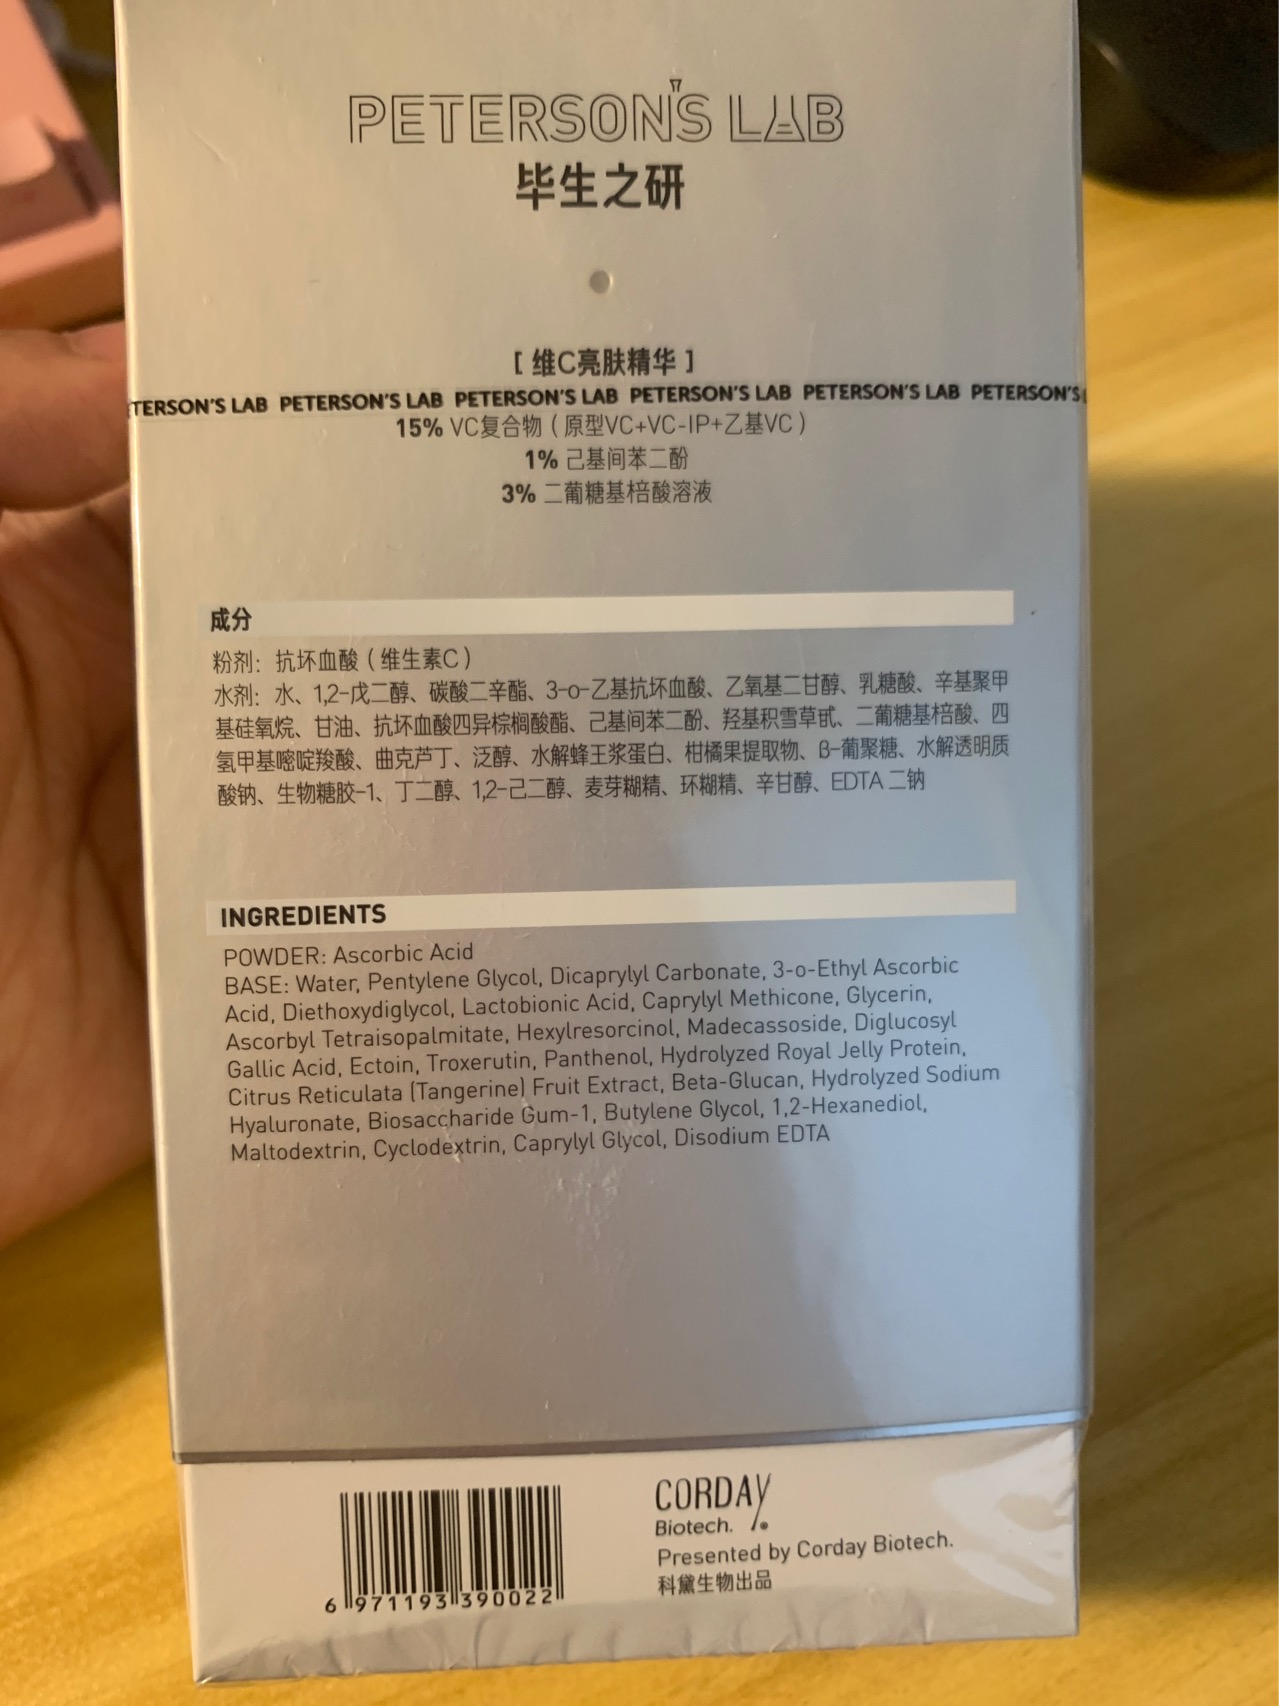 PETERSON'S LAB
毕生之研
[ 维C亮肤精华 ]
TERSON'S LAB PETERSON'S LAB PETERSON'S LAB PETERSON'S LAB PETERSON'S LAB PETERSON'S
15% VC复合物（原型VC+VC-IP+乙基VC）
1% 己基间苯二酚
3% 二葡糖基棓酸溶液
成分
粉剂：抗坏血酸（维生素C）
水剂：水、1,2-戊二醇、碳酸二辛酯、3-o-乙基抗坏血酸、乙氧基二甘醇、乳糖酸、辛基聚甲
基硅氧烷、甘油、抗坏血酸四异棕榈酸酯、己基间苯二酚、羟基积雪草甙、二葡糖基棓酸、四
氢甲基嘧啶羧酸、曲克芦丁、泛醇、水解蜂王浆蛋白、柑橘果提取物、β-葡聚糖、水解透明质
酸钠、生物糖胶-1、丁二醇、1,2-己二醇、麦芽糊精、环糊精、辛甘醇、EDTA 二钠
INGREDIENTS
POWDER: Ascorbic Acid
BASE: Water, Pentylene Glycol, Dicaprylyl Carbonate, 3-o-Ethyl Ascorbic
Acid, Diethoxydiglycol, Lactobionic Acid, Caprylyl Methicone, Glycerin,
Ascorbyl Tetraisopalmitate, Hexylresorcinol, Madecassoside, Diglucosyl
Gallic Acid, Ectoin, Troxerutin, Panthenol, Hydrolyzed Royal Jelly Protein,
Citrus Reticulata (Tangerine) Fruit Extract, Beta-Glucan, Hydrolyzed Sodium
Hyaluronate, Biosaccharide Gum-1, Butylene Glycol, 1,2-Hexanediol,
Maltodextrin, Cyclodextrin, Caprylyl Glycol, Disodium EDTA
6 971193 390022
CORDAY
Biotech.
Presented by Corday Biotech.
科黛生物出品